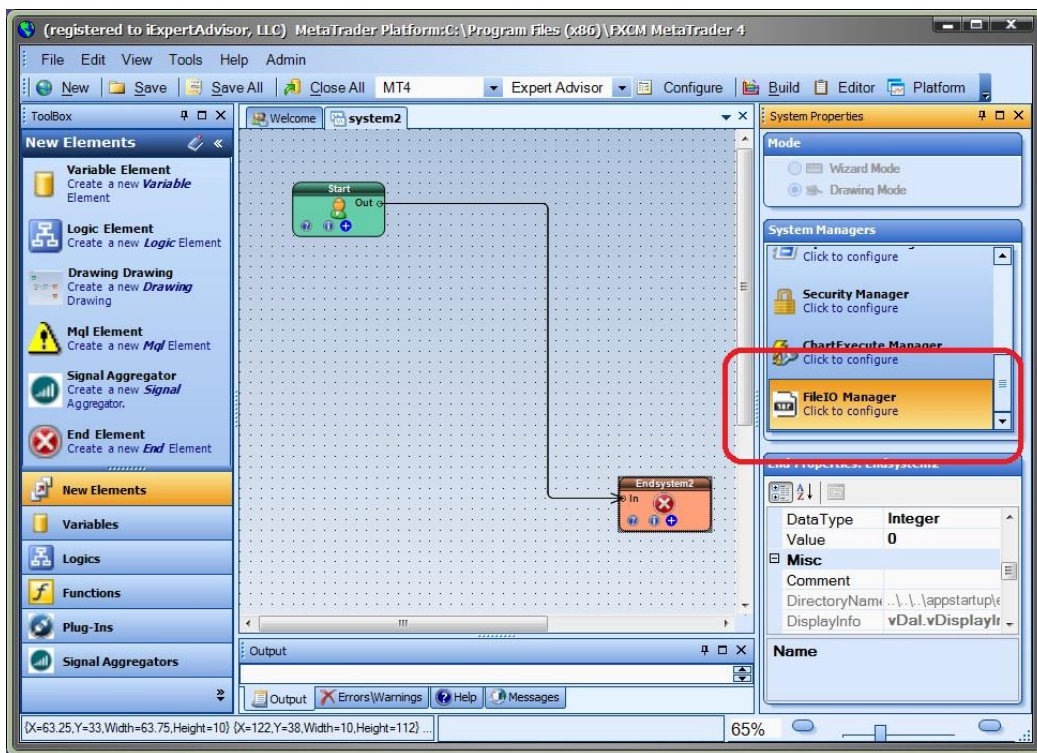 (registered to iExpertAdvisor, LLC) MetaTrader Platform:C:\Program Files (x86)\FXCM MetaTrader 4
File Edit View Tools Help Admin
New Save Save All Close All MT4 Expert Advisor Configure Build Editor Platform
ToolBox
New Elements
Variable Element
Create a new Variable
Element
Logic Element
Create a new Logic Element
Drawing Drawing
Create a new Drawing
Drawing
Mql Element
Create a new Mql Element
Signal Aggregator
Create a new Signal
Aggregator.
End Element
Create a new End Element
New Elements
Variables
Logics
Functions
Plug-Ins
Signal Aggregators
Welcome system2
Start
Out
Endsystem2
In
Output
Output Errors\Warnings Help Messages
System Properties
Mode
Wizard Mode
Drawing Mode
System Managers
Click to configure
Security Manager
Click to configure
ChartExecute Manager
Click to configure
FileIO Manager
Click to configure
End Properties: Endsystem2
DataType Integer
Value 0
Misc
Comment
DirectoryName ..\..\..\appstartup\e
DisplayInfo vDal.vDisplayIr
Name
{X=63.25,Y=33,Width=63.75,Height=10} {X=122,Y=38,Width=10,Height=112} ...
65%